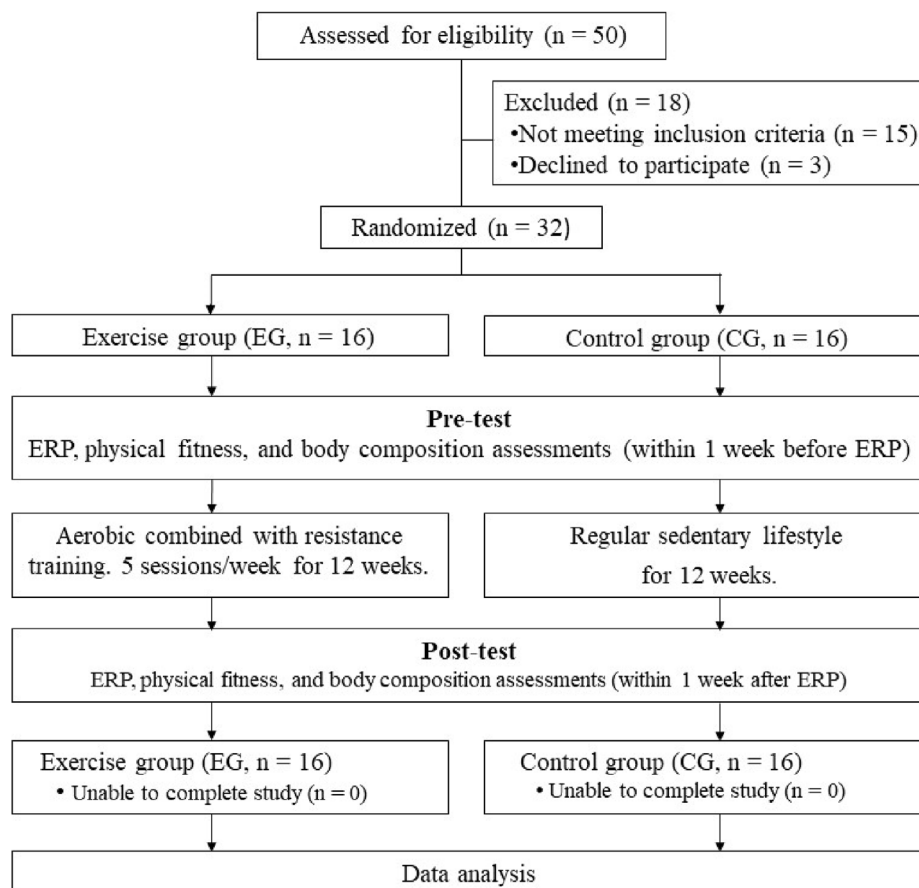 Assessed for eligibility (n = 50)
Excluded (n = 18)
•Not meeting inclusion criteria (n = 15)
•Declined to participate (n = 3)
Randomized (n = 32)
Exercise group (EG, n = 16)
Control group (CG, n = 16)
Pre-test
ERP, physical fitness, and body composition assessments (within 1 week before ERP)
Aerobic combined with resistance
training. 5 sessions/week for 12 weeks.
Regular sedentary lifestyle
for 12 weeks.
Post-test
ERP, physical fitness, and body composition assessments (within 1 week after ERP)
Exercise group (EG, n = 16)
• Unable to complete study (n = 0)
Control group (CG, n = 16)
• Unable to complete study (n = 0)
Data analysis